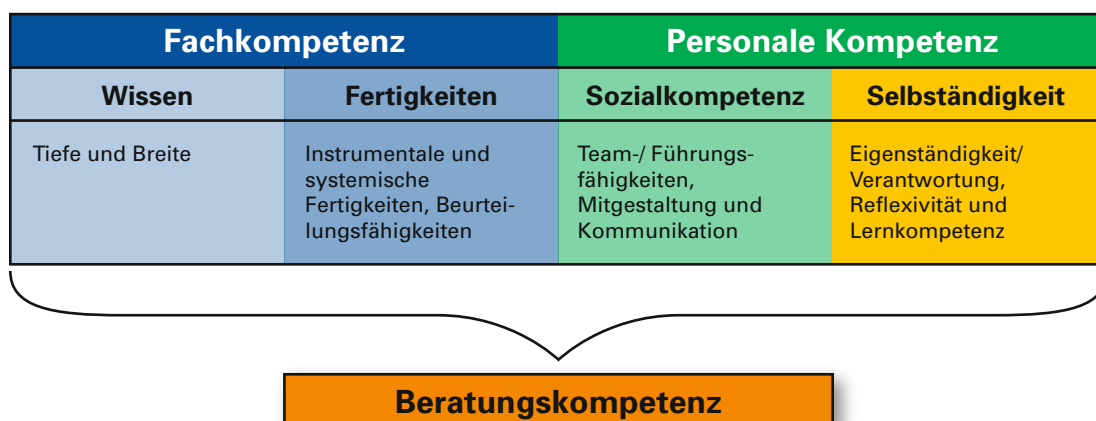 Fachkompetenz
Personale Kompetenz
Wissen
Fertigkeiten
Sozialkompetenz
Selbständigkeit
Tiefe und Breite
Instrumentale und
systemische
Fertigkeiten, Beurtei-
lungsfähigkeiten
Team-/ Führungs-
fähigkeiten,
Mitgestaltung und
Kommunikation
Eigenständigkeit/
Verantwortung,
Reflexivität und
Lernkompetenz
Beratungskompetenz